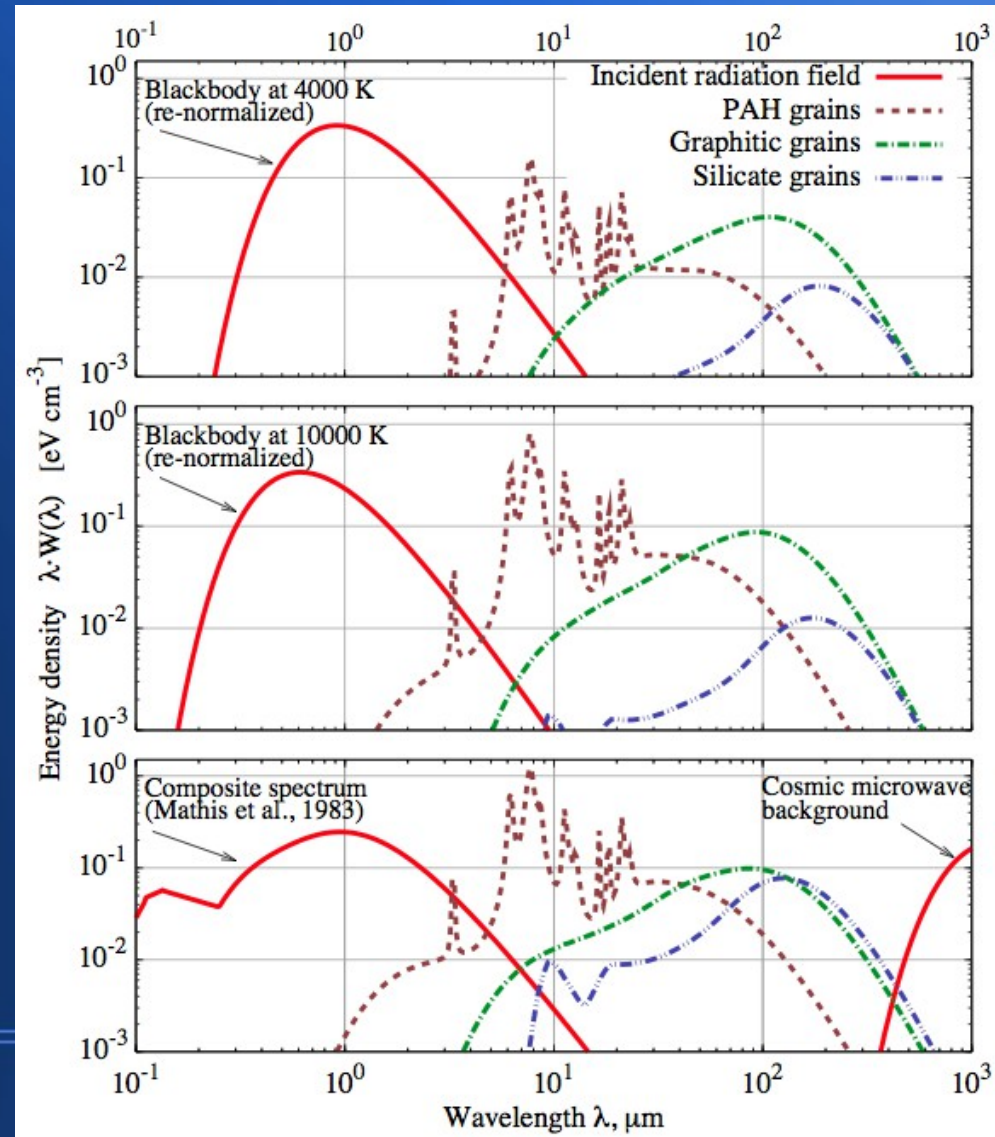 10^-1 10^0 10^1 10^2 10^3
10^0
10^-1
10^-2
10^-3
Blackbody at 4000 K
(re-normalized)
Incident radiation field
PAH grains
Graphitic grains
Silicate grains
10^0
10^-1
10^-2
10^-3
Blackbody at 10000 K
(re-normalized)
Energy density λ·W(λ) [eV cm^-3]
10^0
10^-1
10^-2
10^-3
Composite spectrum
(Mathis et al., 1983)
Cosmic microwave
background
10^-1 10^0 10^1 10^2 10^3
Wavelength λ, μm